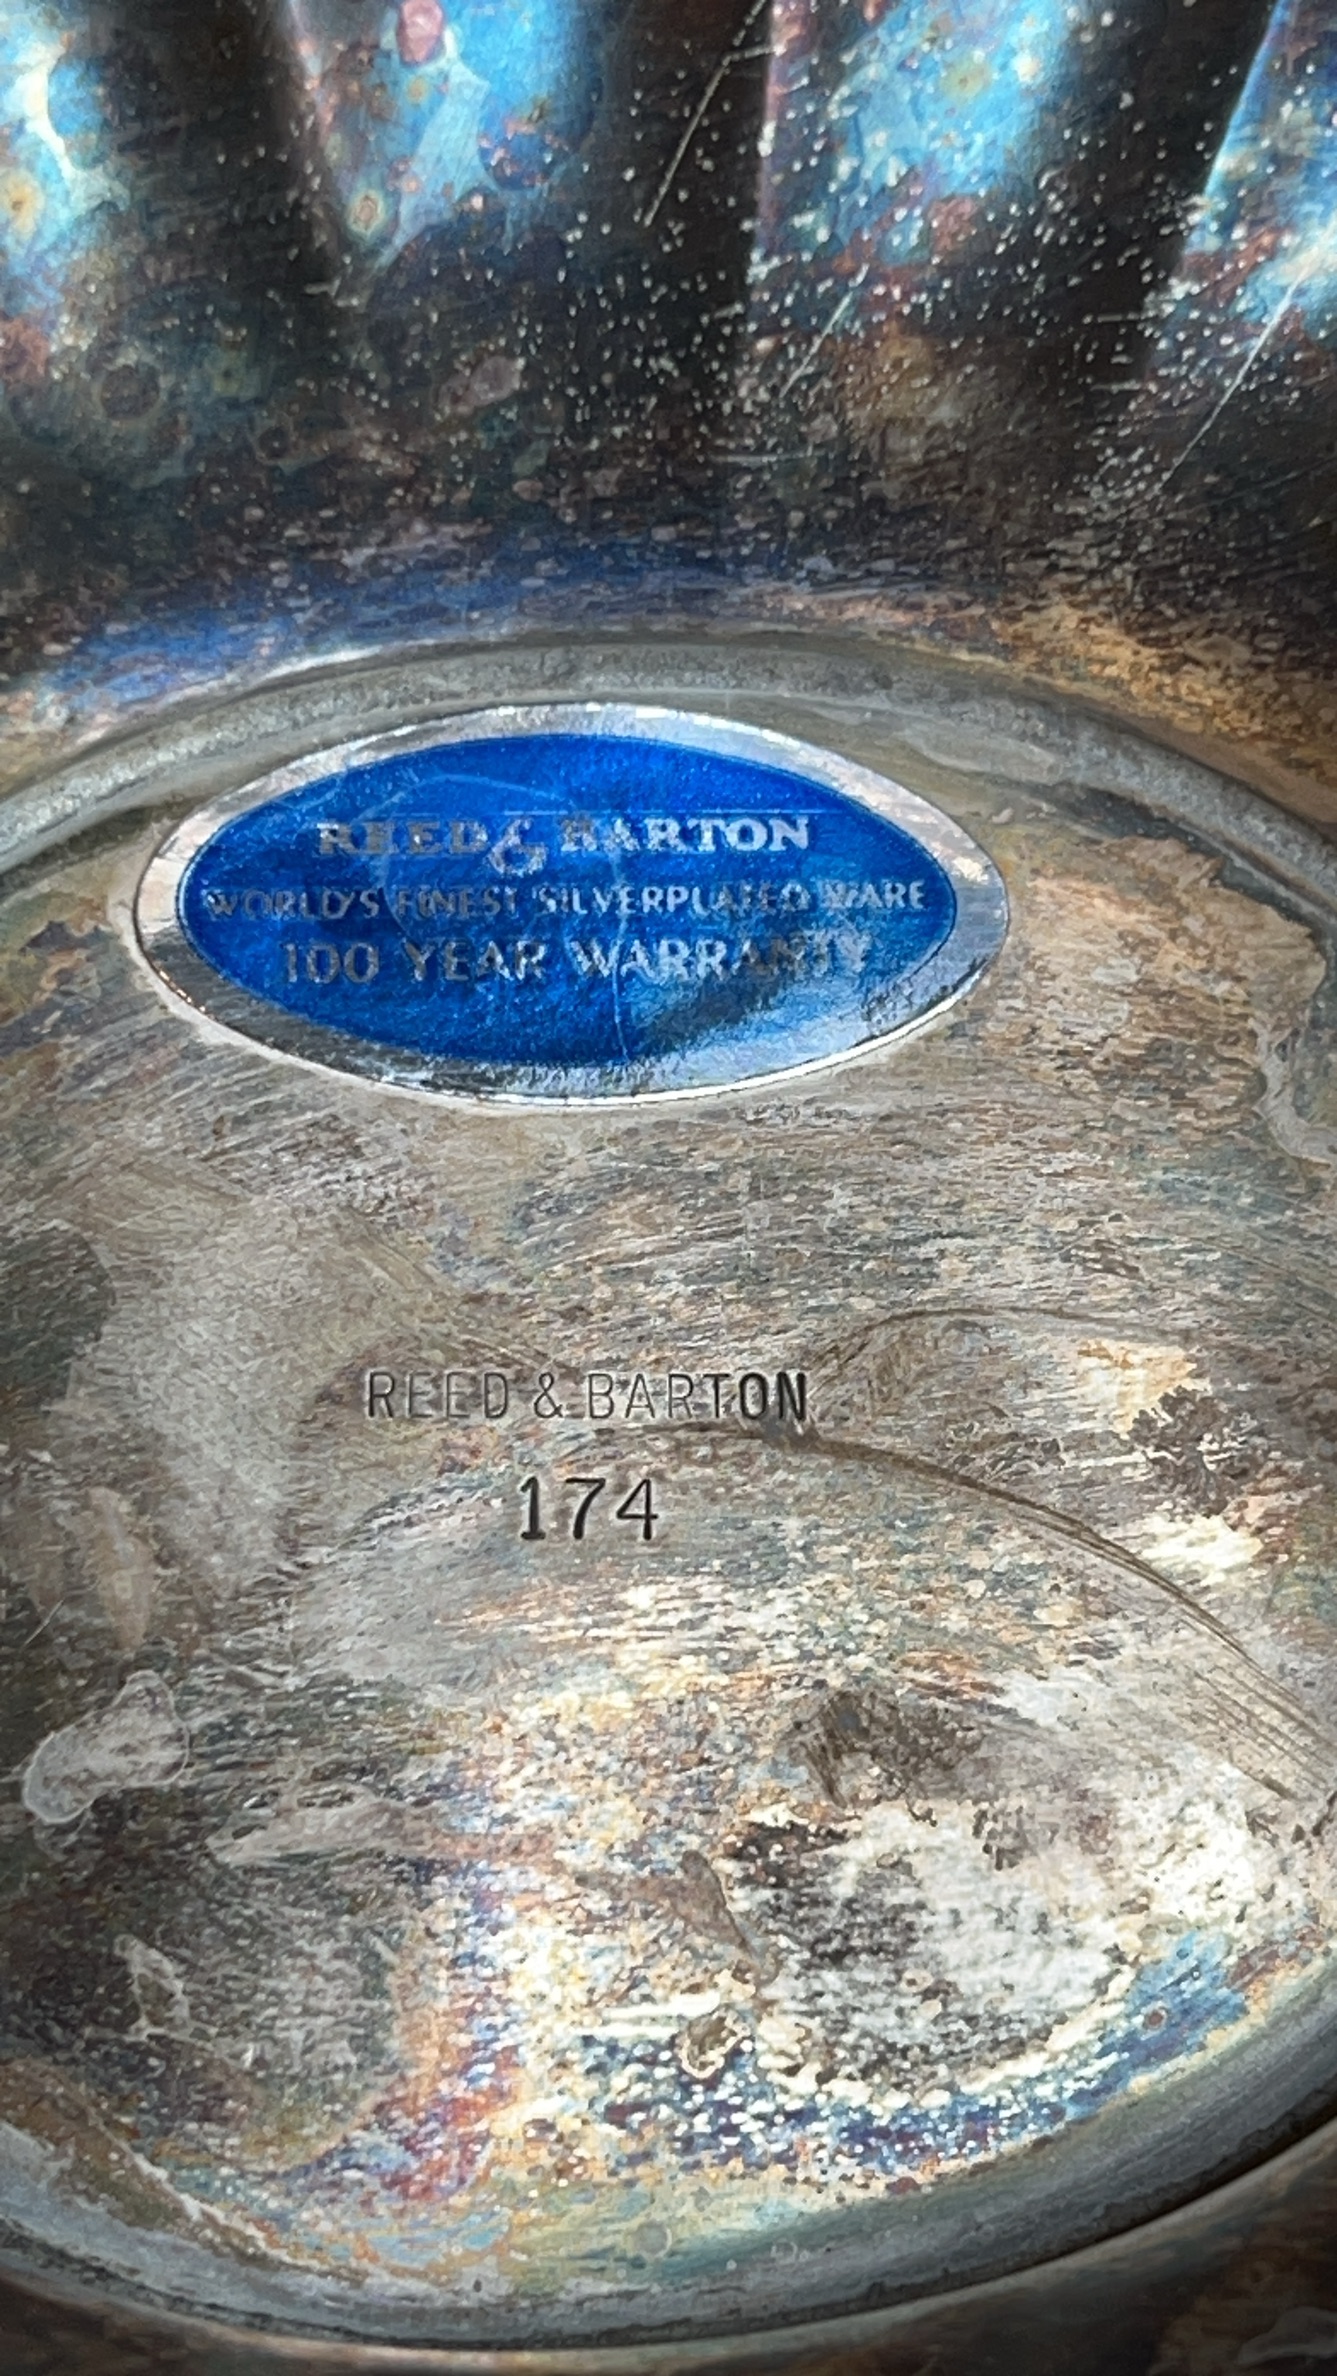 REED & BARTON
WORLD'S FINEST SILVERPLATED WARE
100 YEAR WARRANTY
REED & BARTON
174